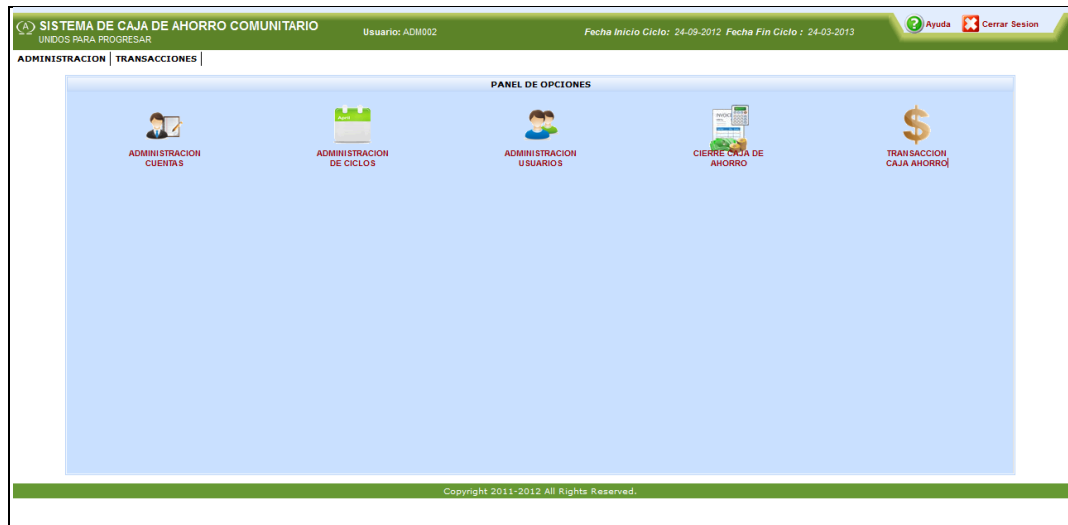 SISTEMA DE CAJA DE AHORRO COMUNITARIO
UNIDOS PARA PROGRESAR
Usuario: ADM002
Fecha Inicio Ciclo: 24-09-2012 Fecha Fin Ciclo : 24-03-2013
Ayuda
Cerrar Sesion
ADMINISTRACION
TRANSACCIONES
PANEL DE OPCIONES
ADMINISTRACION
CUENTAS
ADMINISTRACION
DE CICLOS
ADMINISTRACION
USUARIOS
INVOICE
CIERRE CAJA DE
AHORRO
TRANSACCION
CAJA AHORRO
Copyright 2011-2012 All Rights Reserved.